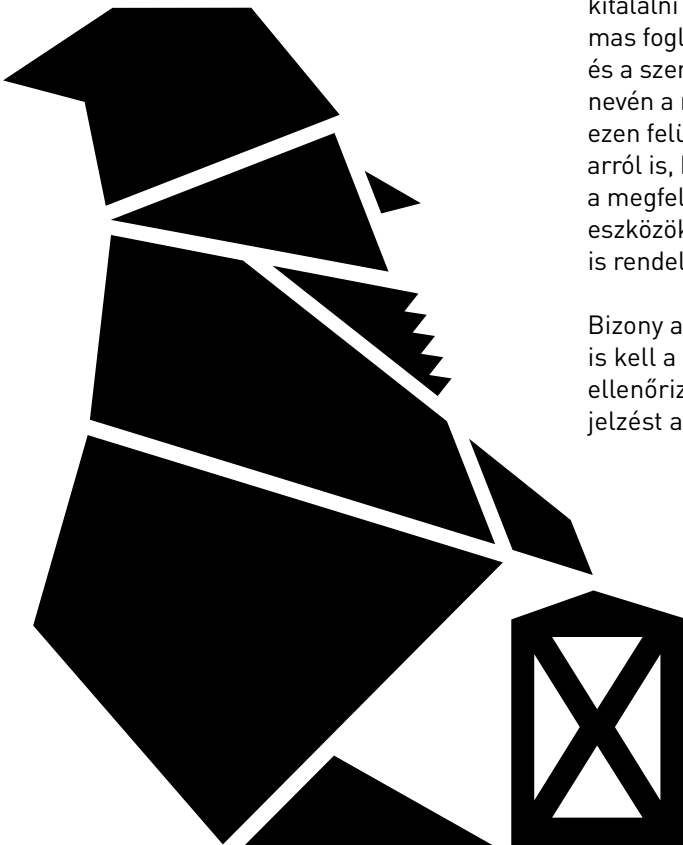 kitalálni
mas fogl
és a szer
nevén a
ezen felü
arról is,
a megfel
eszközök
is rendel
Bizony a
is kell a
ellenőriz
jelzést a